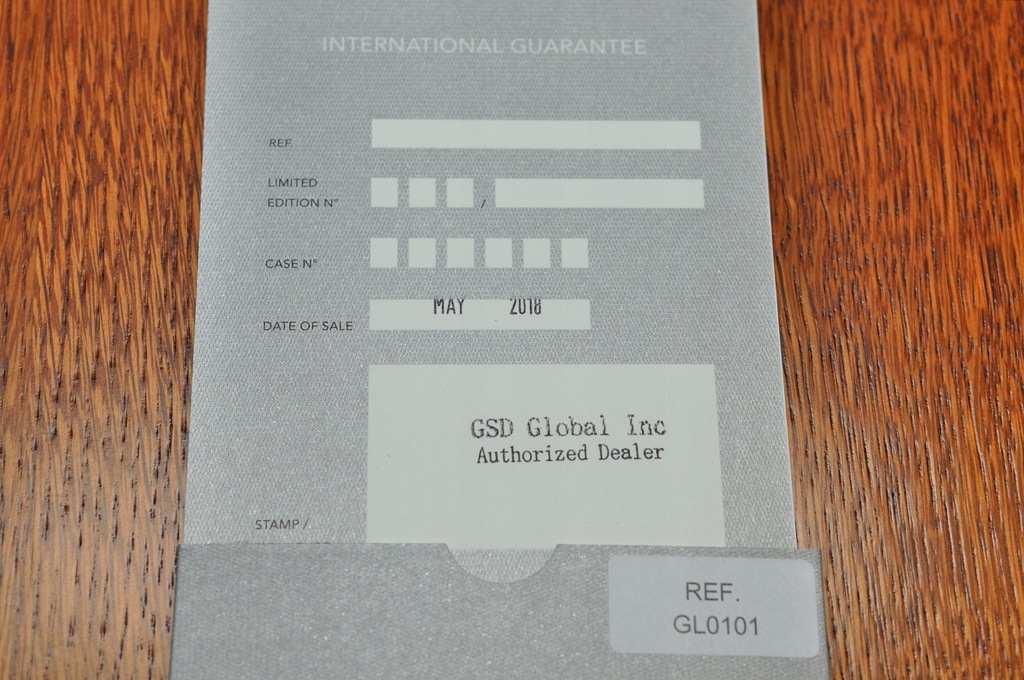 INTERNATIONAL GUARANTEE
REF.
LIMITED
EDITION N° /
CASE N°
DATE OF SALE MAY 2018
GSD Global Inc
Authorized Dealer
STAMP /
REF.
GL0101